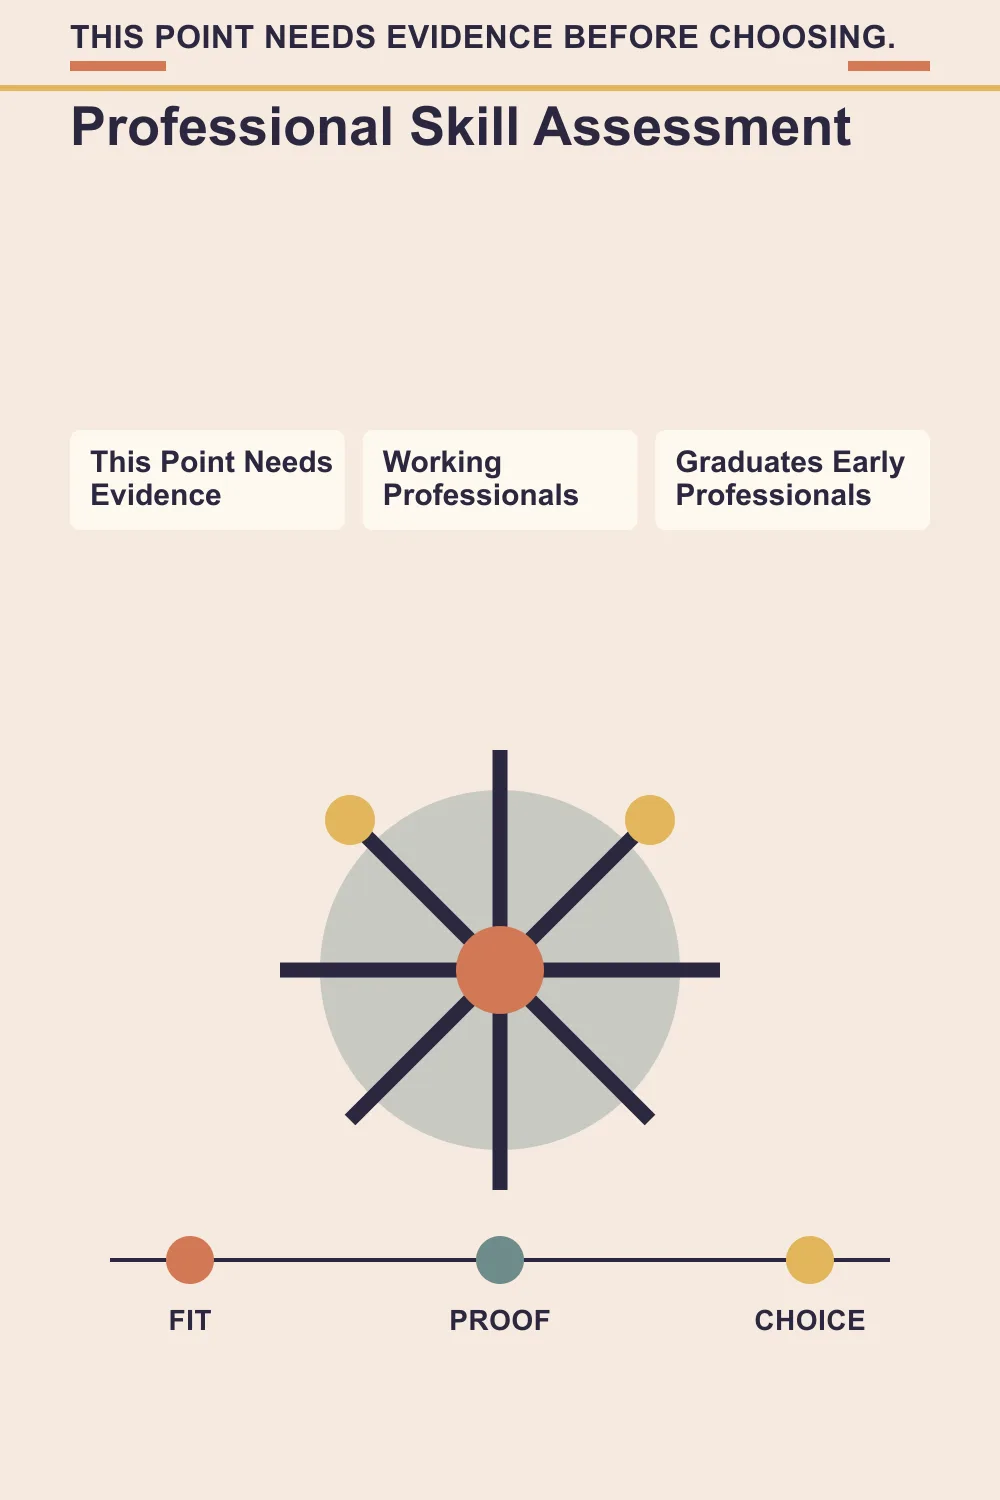 THIS POINT NEEDS EVIDENCE BEFORE CHOOSING.
Professional Skill Assessment
This Point Needs
Evidence
Working
Professionals
Graduates Early
Professionals
FIT
PROOF
CHOICE